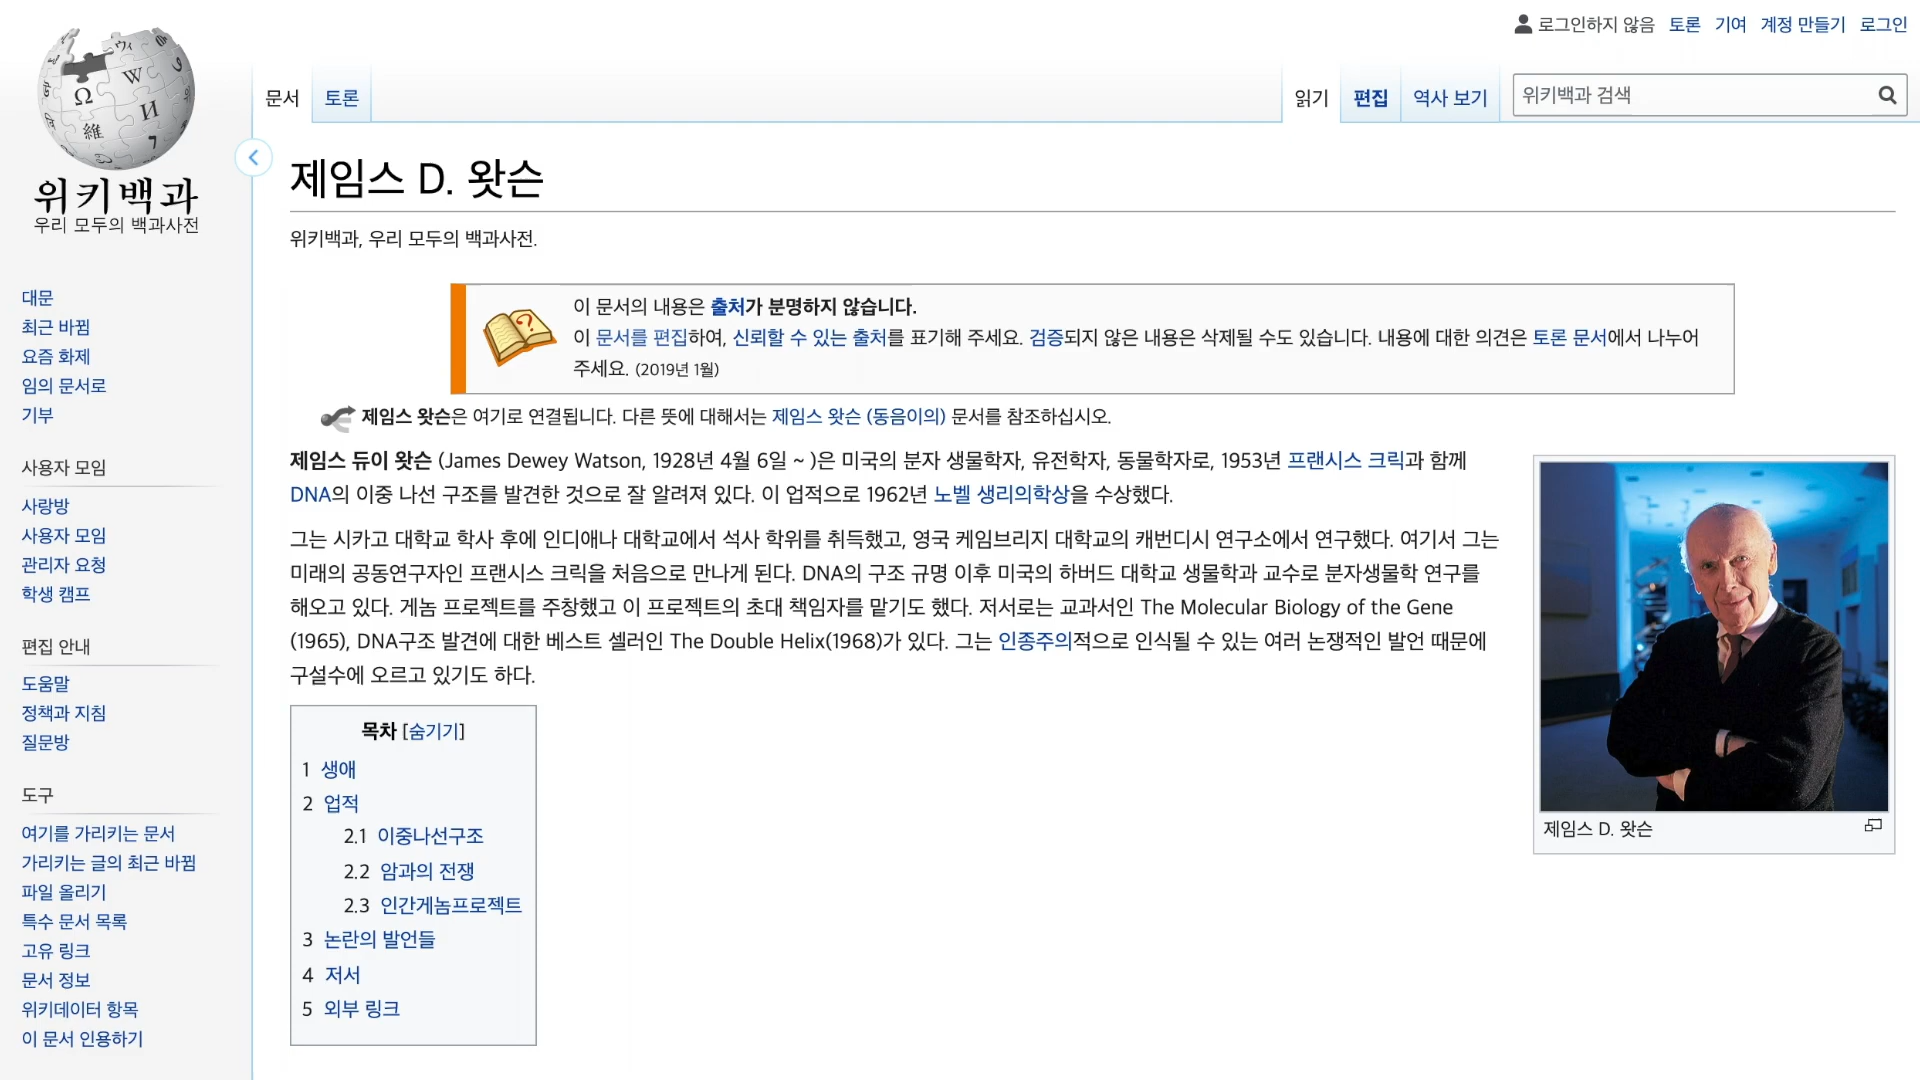 로그인하지 않음 토론 기여 계정 만들기 로그인
문서 토론 읽기 편집 역사 보기 위키백과 검색
위키백과
우리 모두의 백과사전
대문
최근 바뀜
요즘 화제
임의 문서로
기부
사용자 모임
사랑방
사용자 모임
관리자 요청
학생 캠프
편집 안내
도움말
정책과 지침
질문방
도구
여기를 가리키는 문서
가리키는 글의 최근 바뀜
파일 올리기
특수 문서 목록
고유 링크
문서 정보
위키데이터 항목
이 문서 인용하기
제임스 D. 왓슨
위키백과, 우리 모두의 백과사전.
이 문서의 내용은 출처가 분명하지 않습니다.
이 문서를 편집하여, 신뢰할 수 있는 출처를 표기해 주세요. 검증되지 않은 내용은 삭제될 수도 있습니다. 내용에 대한 의견은 토론 문서에서 나누어
주세요. (2019년 1월)
제임스 왓슨은 여기로 연결됩니다. 다른 뜻에 대해서는 제임스 왓슨 (동음이의) 문서를 참조하십시오.
제임스 듀이 왓슨 (James Dewey Watson, 1928년 4월 6일 ~ )은 미국의 분자 생물학자, 유전학자, 동물학자로, 1953년 프랜시스 크릭과 함께
DNA의 이중 나선 구조를 발견한 것으로 잘 알려져 있다. 이 업적으로 1962년 노벨 생리의학상을 수상했다.
그는 시카고 대학교 학사 후에 인디애나 대학교에서 석사 학위를 취득했고, 영국 케임브리지 대학교의 캐번디시 연구소에서 연구했다. 여기서 그는
미래의 공동연구자인 프랜시스 크릭을 처음으로 만나게 된다. DNA의 구조 규명 이후 미국의 하버드 대학교 생물학과 교수로 분자생물학 연구를
해오고 있다. 게놈 프로젝트를 주창했고 이 프로젝트의 초대 책임자를 맡기도 했다. 저서로는 교과서인 The Molecular Biology of the Gene
(1965), DNA구조 발견에 대한 베스트 셀러인 The Double Helix(1968)가 있다. 그는 인종주의적으로 인식될 수 있는 여러 논쟁적인 발언 때문에
구설수에 오르고 있기도 하다.
제임스 D. 왓슨
목차 [숨기기]
1 생애
2 업적
2.1 이중나선구조
2.2 암과의 전쟁
2.3 인간게놈프로젝트
3 논란의 발언들
4 저서
5 외부 링크